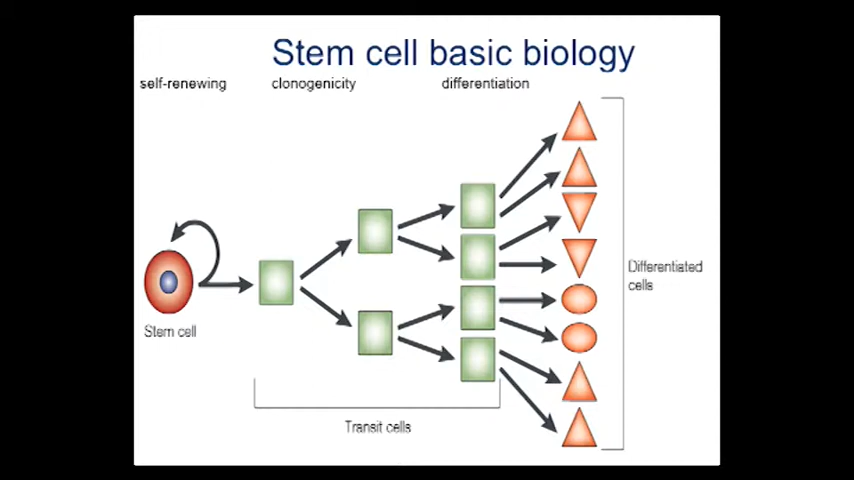 Stem cell basic biology
self-renewing clonogenicity differentiation
Differentiated
cells
Stem cell
Transit cells